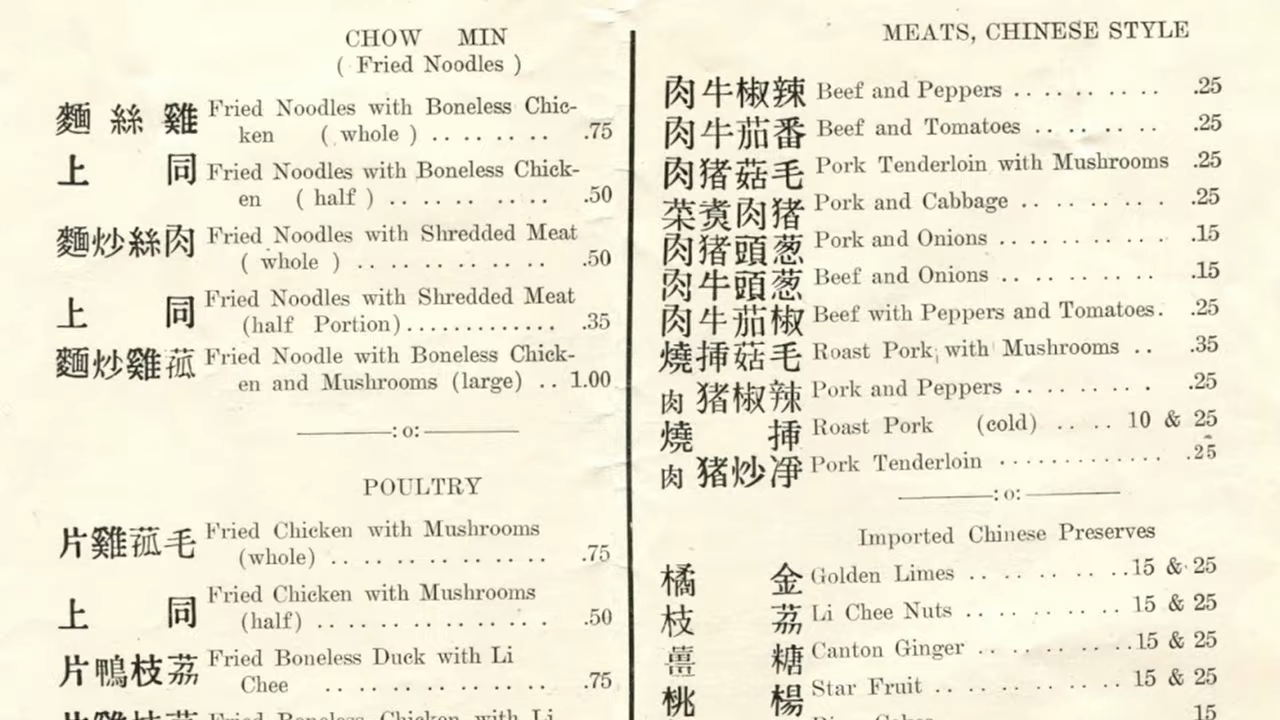 CHOW MIN
( Fried Noodles )
麵 絲 雞 Fried Noodles with Boneless Chic-
ken ( whole ) .. .. .. .. .75
上 同 Fried Noodles with Boneless Chick-
en ( half ) .. .. .. .. .. .50
麵炒絲肉 Fried Noodles with Shredded Meat
( whole ) .. .. .. .. .. .. .50
上 同 Fried Noodles with Shredded Meat
(half Portion)............. .35
麵炒雞菰 Fried Noodle with Boneless Chick-
en and Mushrooms (large) .. 1.00
:o:
POULTRY
片雞菰毛 Fried Chicken with Mushrooms
(whole) .. .. .. .. .. .. .75
上 同 Fried Chicken with Mushrooms
(half) .. .. .. .. .. .. .. .50
片鴨枝茘 Fried Boneless Duck with Li
Chee .. .. .. .. .. .. .75
Fried Boneless Chicken with Li
MEATS, CHINESE STYLE
肉牛椒辣 Beef and Peppers .. .. .. .. .. .25
肉牛茄番 Beef and Tomatoes .. .. .. .. .25
肉猪菇毛 Pork Tenderloin with Mushrooms .25
菜煑肉猪 Pork and Cabbage .. .. .. .. .. .25
肉猪頭葱 Pork and Onions .. .. .. .. .. .. .15
肉牛頭葱 Beef and Onions .. .. .. .. .. .15
肉牛茄椒 Beef with Peppers and Tomatoes. .25
燒揷菇毛 Roast Pork with Mushrooms .. .35
肉猪椒辣 Pork and Peppers .. .. .. .. . .25
燒 揷 Roast Pork (cold) .. .. . 10 & 25
肉猪炒凈 Pork Tenderloin .............. .25
:o:
Imported Chinese Preserves
橘 金 Golden Limes .. .. .. .. ..15 & 25
枝 茘 Li Chee Nuts .. .. .. .. .. 15 & 25
薑 糖 Canton Ginger .. .. .. .. ..15 & 25
桃 楊 Star Fruit .. .. .. .. .. .. 15 & 25
15